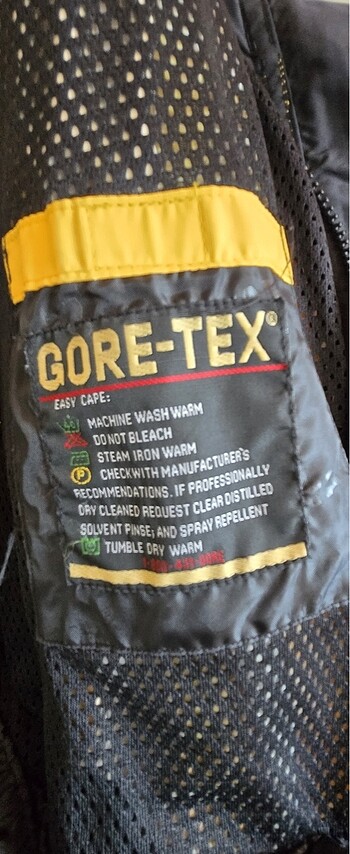 GORE-TEX®
EASY CAPE:
MACHINE WASH WARM
DO NOT BLEACH
STEAM IRON WARM
P CHECKWITH MANUFACTURER'S
RECOMMENDATIONS. IF PROFESSIONALLY
DRY CLEANED REQUEST CLEAR DISTILLED
SOLVENT PINSE; AND SPRAY REPELLENT
TUMBLE DRY WARM